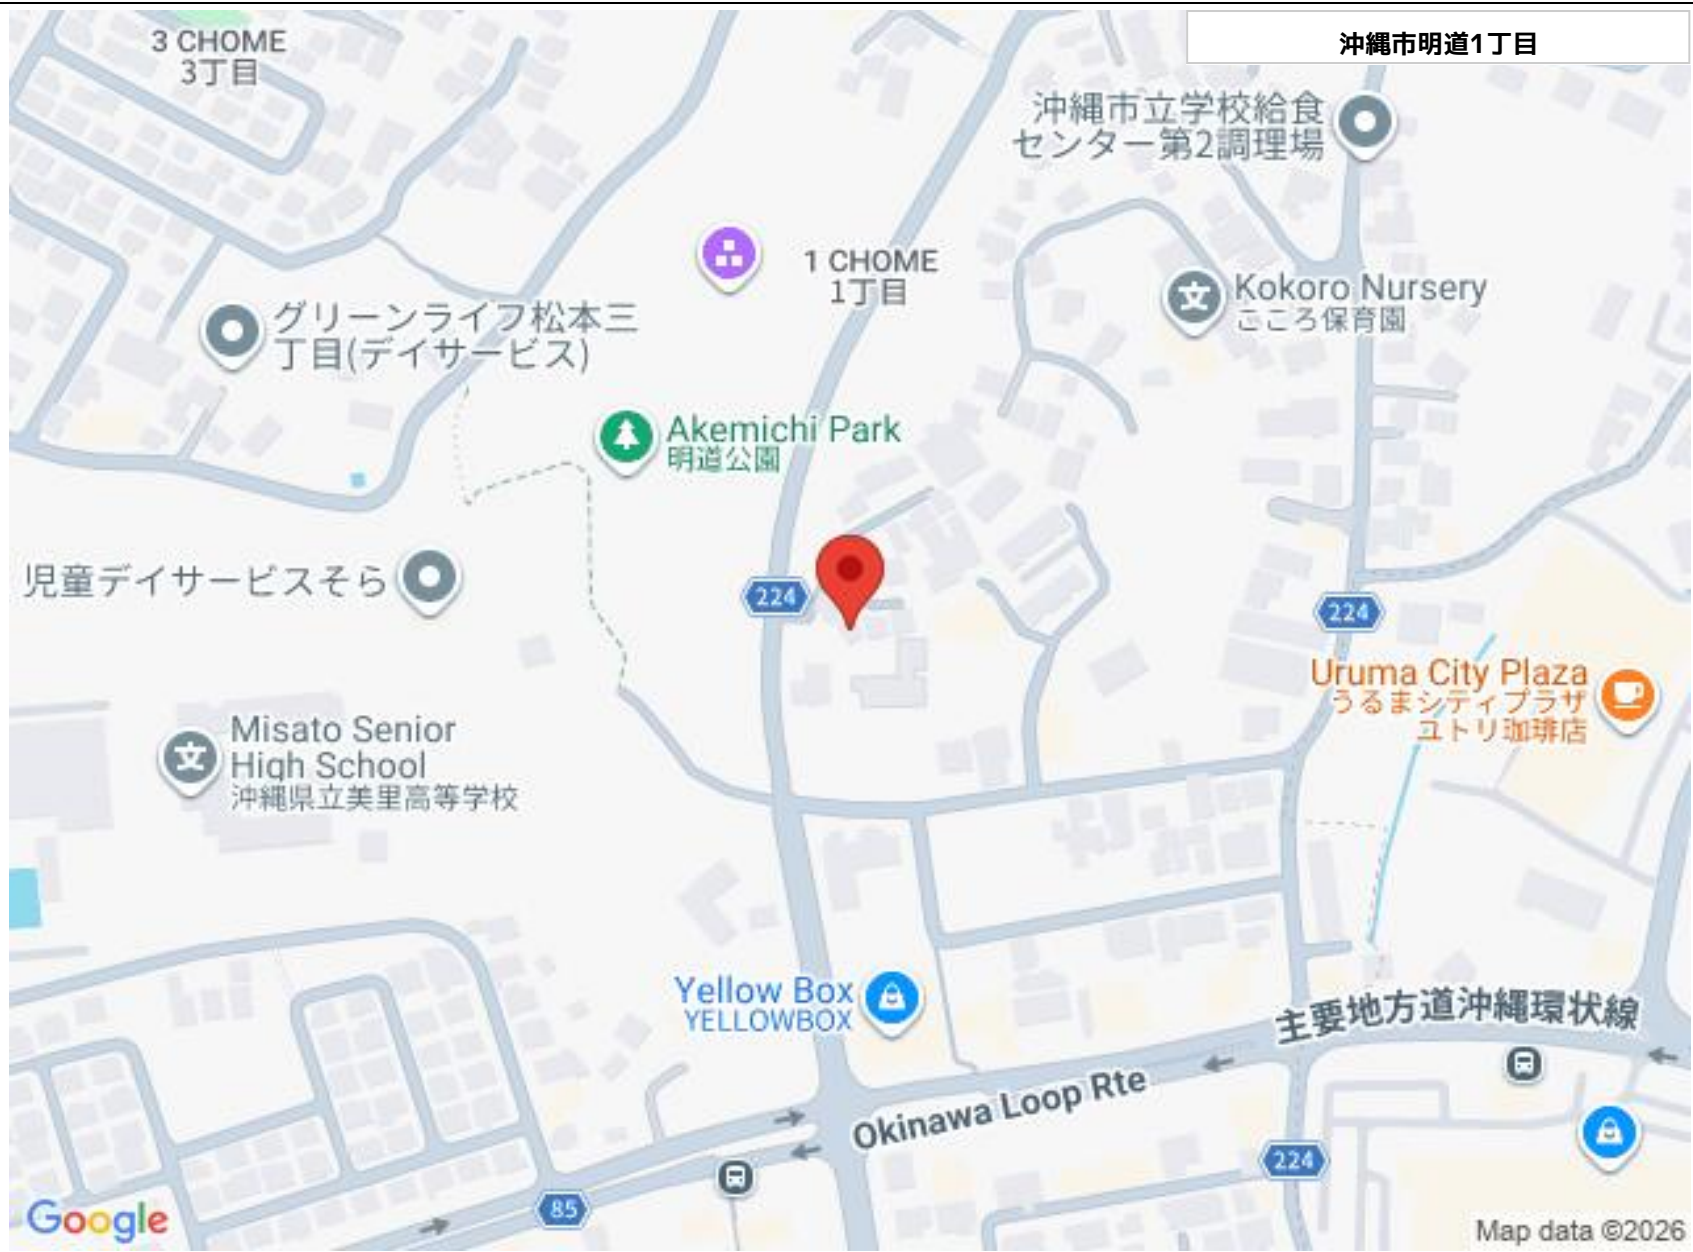 沖縄市明道1丁目
3 CHOME
3丁目
沖縄市立学校給食
センター第2調理場
1 CHOME
1丁目
Kokoro Nursery
こころ保育園
グリーンライフ松本三
丁目(デイサービス)
Akemichi Park
明道公園
児童デイサービスそら
224
224
Uruma City Plaza
うるまシティプラザ
ユトリ珈琲店
Misato Senior
High School
沖縄県立美里高等学校
Yellow Box
YELLOWBOX
主要地方道沖縄環状線
Okinawa Loop Rte
224
85
Google
Map data ©2026